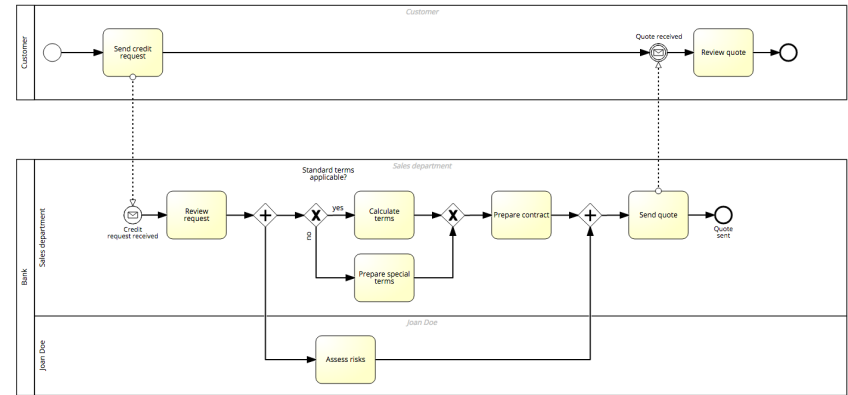 Customer
Customer
Send credit
request
Quote received
Review quote
Bank
Sales department
Sales department
Credit
request received
Review
request
Standard terms
applicable?
yes
no
Calculate
terms
Prepare special
terms
Prepare contract
Send quote
Quote
sent
Joan Doe
Joan Doe
Assess risks